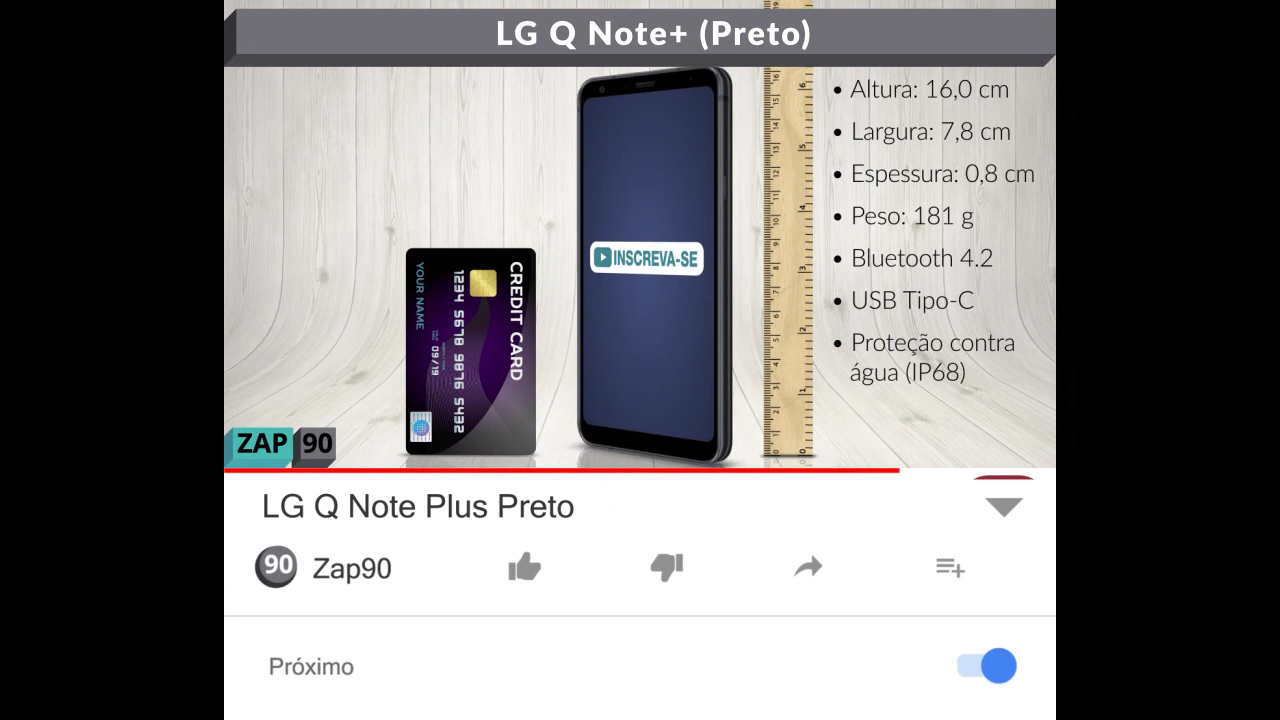 LG Q Note+ (Preto)
• Altura: 16,0 cm
• Largura: 7,8 cm
• Espessura: 0,8 cm
• Peso: 181 g
• Bluetooth 4.2
• USB Tipo-C
• Proteção contra
água (IP68)
INSCREVA-SE
CREDIT CARD
1234 5678 9876 5432
09/19
YOUR NAME
ZAP 90
LG Q Note Plus Preto
90 Zap90
Próximo